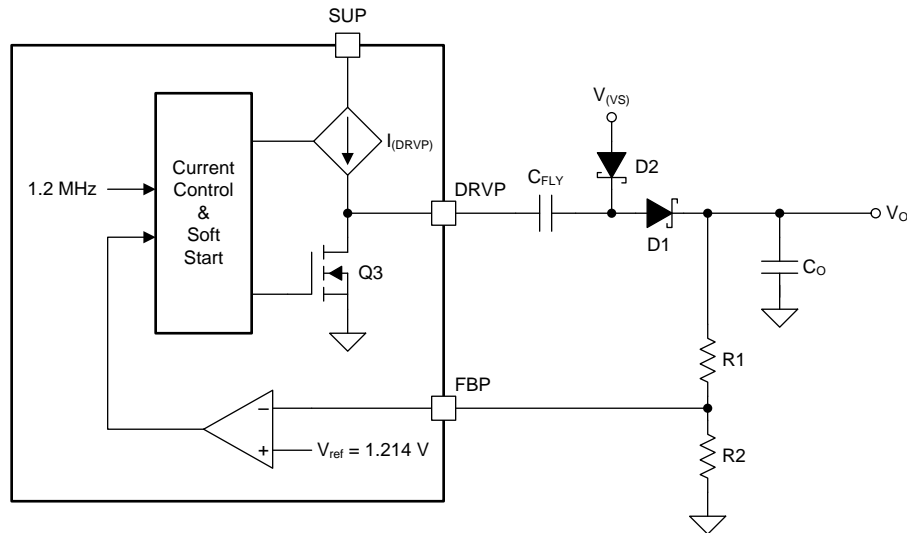 SUP
V(VS)
I(DRVP)
Current
Control
&
Soft
Start
D2
CFLY
1.2 MHz
DRVP
VO
D1
CO
Q3
R1
FBP
Vref = 1.214 V
R2